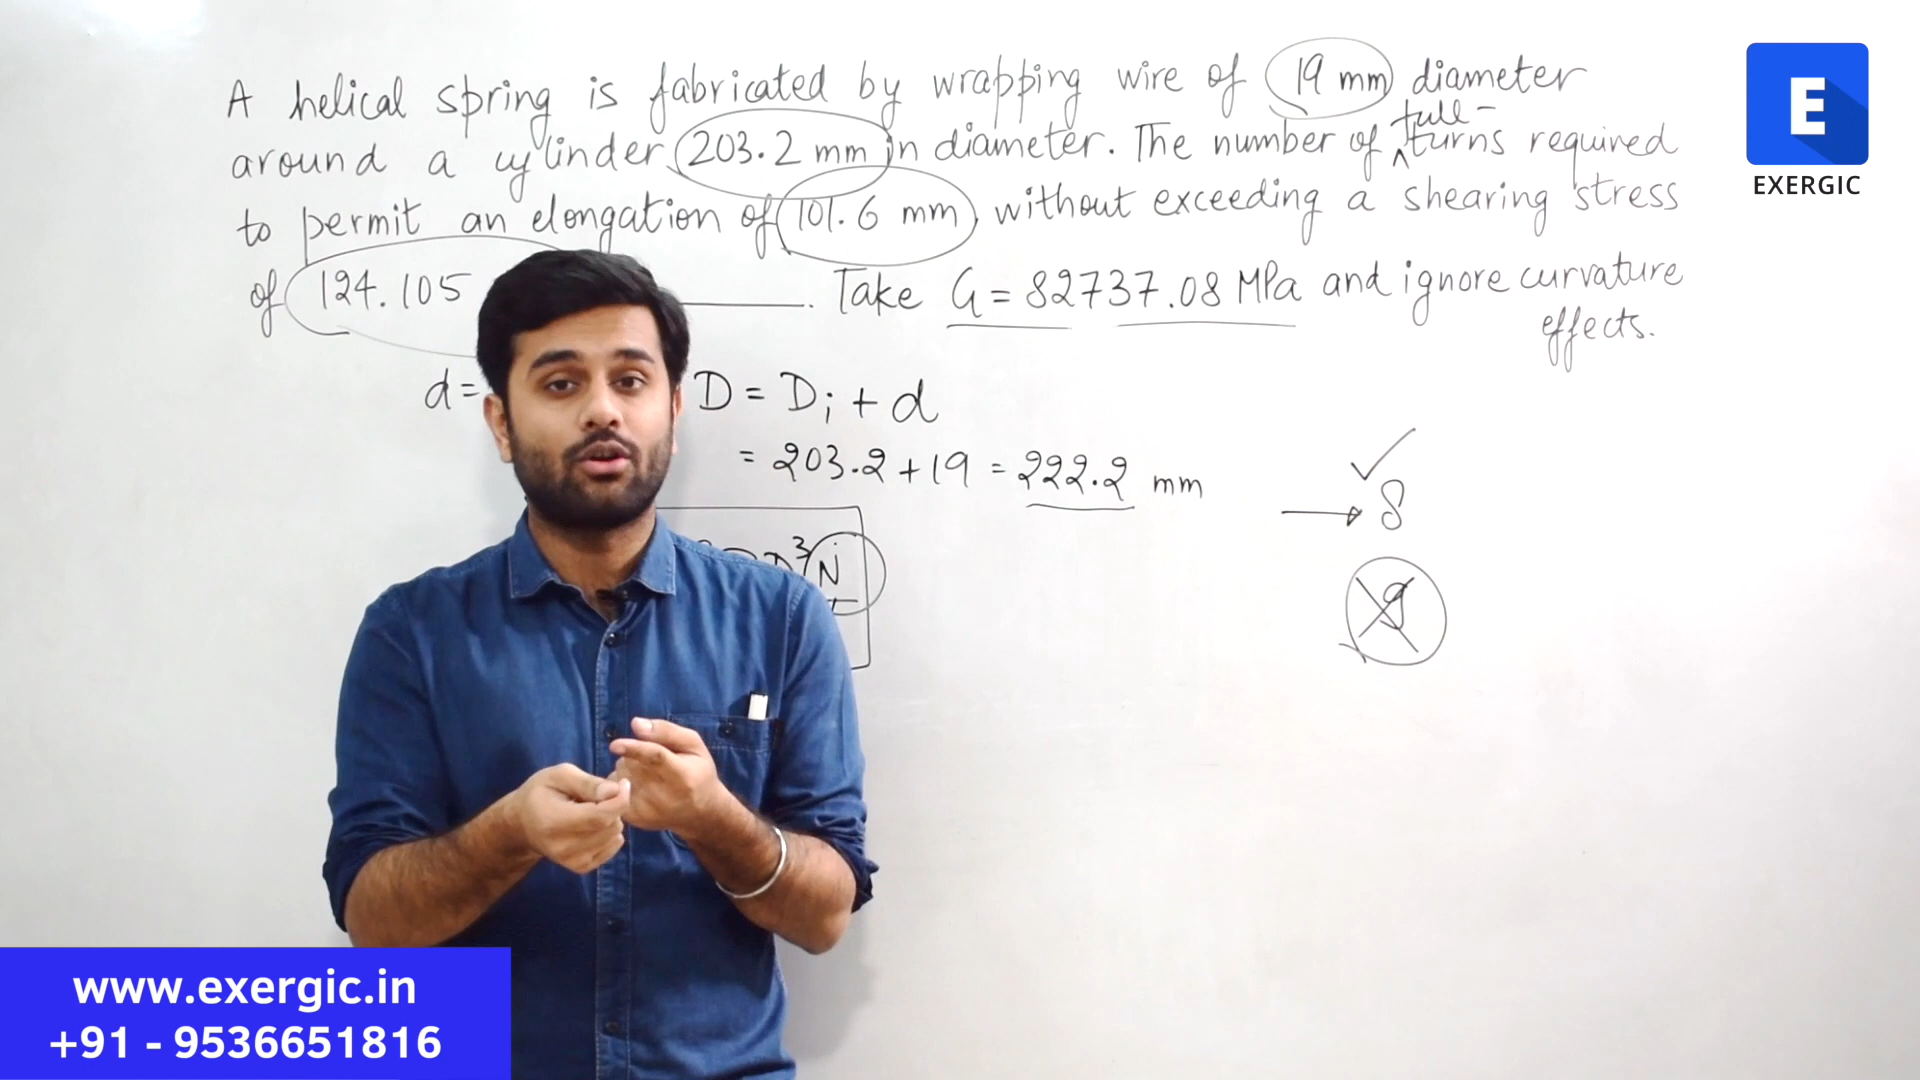 A helical spring is fabricated by wrapping wire of 19 mm diameter
full-
around a cylinder 203.2 mm in diameter. The number of turns required
to permit an elongation of 101.6 mm, without exceeding a shearing stress
of 124.105 ______. Take G = 82737.08 MPa and ignore curvature
effects.
d= D = Di + d
= 203.2 + 19 = 222.2 mm
✓
→ 8
9
D³N
E
EXERGIC
www.exergic.in
+91 - 9536651816